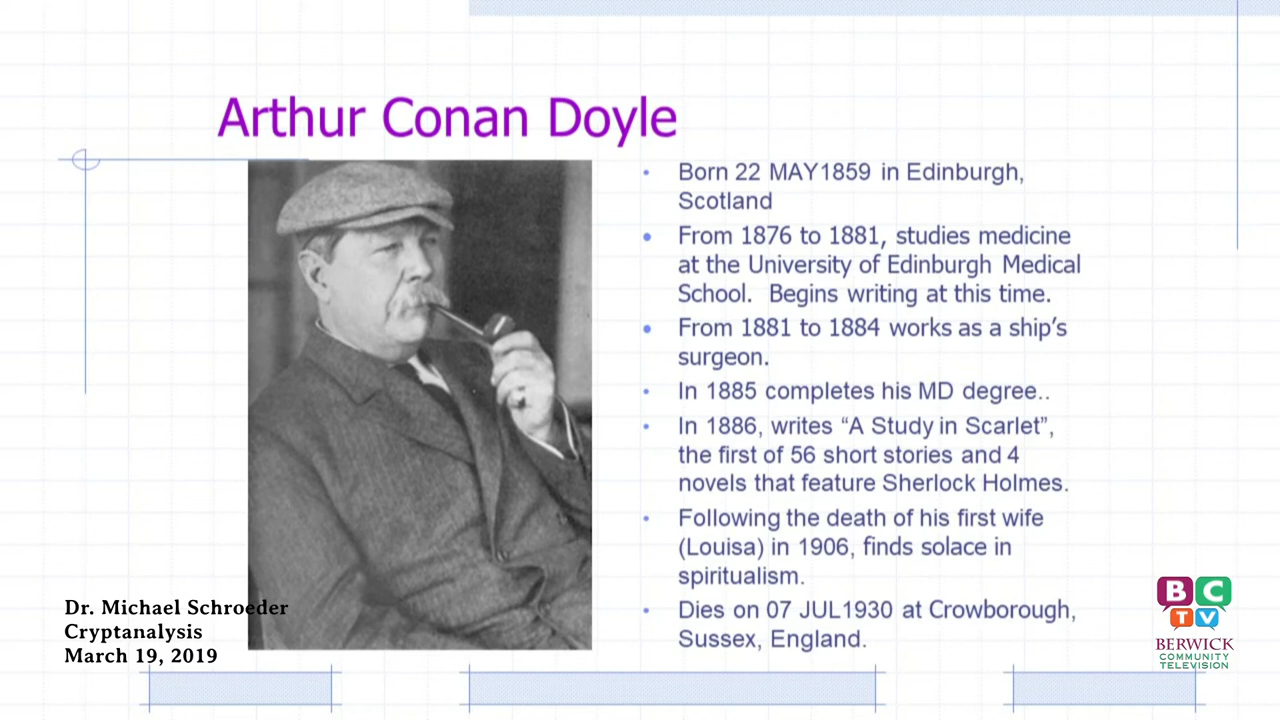 Arthur Conan Doyle
• Born 22 MAY1859 in Edinburgh,
Scotland
• From 1876 to 1881, studies medicine
at the University of Edinburgh Medical
School. Begins writing at this time.
• From 1881 to 1884 works as a ship's
surgeon.
• In 1885 completes his MD degree..
• In 1886, writes “A Study in Scarlet”,
the first of 56 short stories and 4
novels that feature Sherlock Holmes.
• Following the death of his first wife
(Louisa) in 1906, finds solace in
spiritualism.
• Dies on 07 JUL1930 at Crowborough,
Sussex, England.
Dr. Michael Schroeder
Cryptanalysis
March 19, 2019
BC
TV
BERWICK
COMMUNITY
TELEVISION